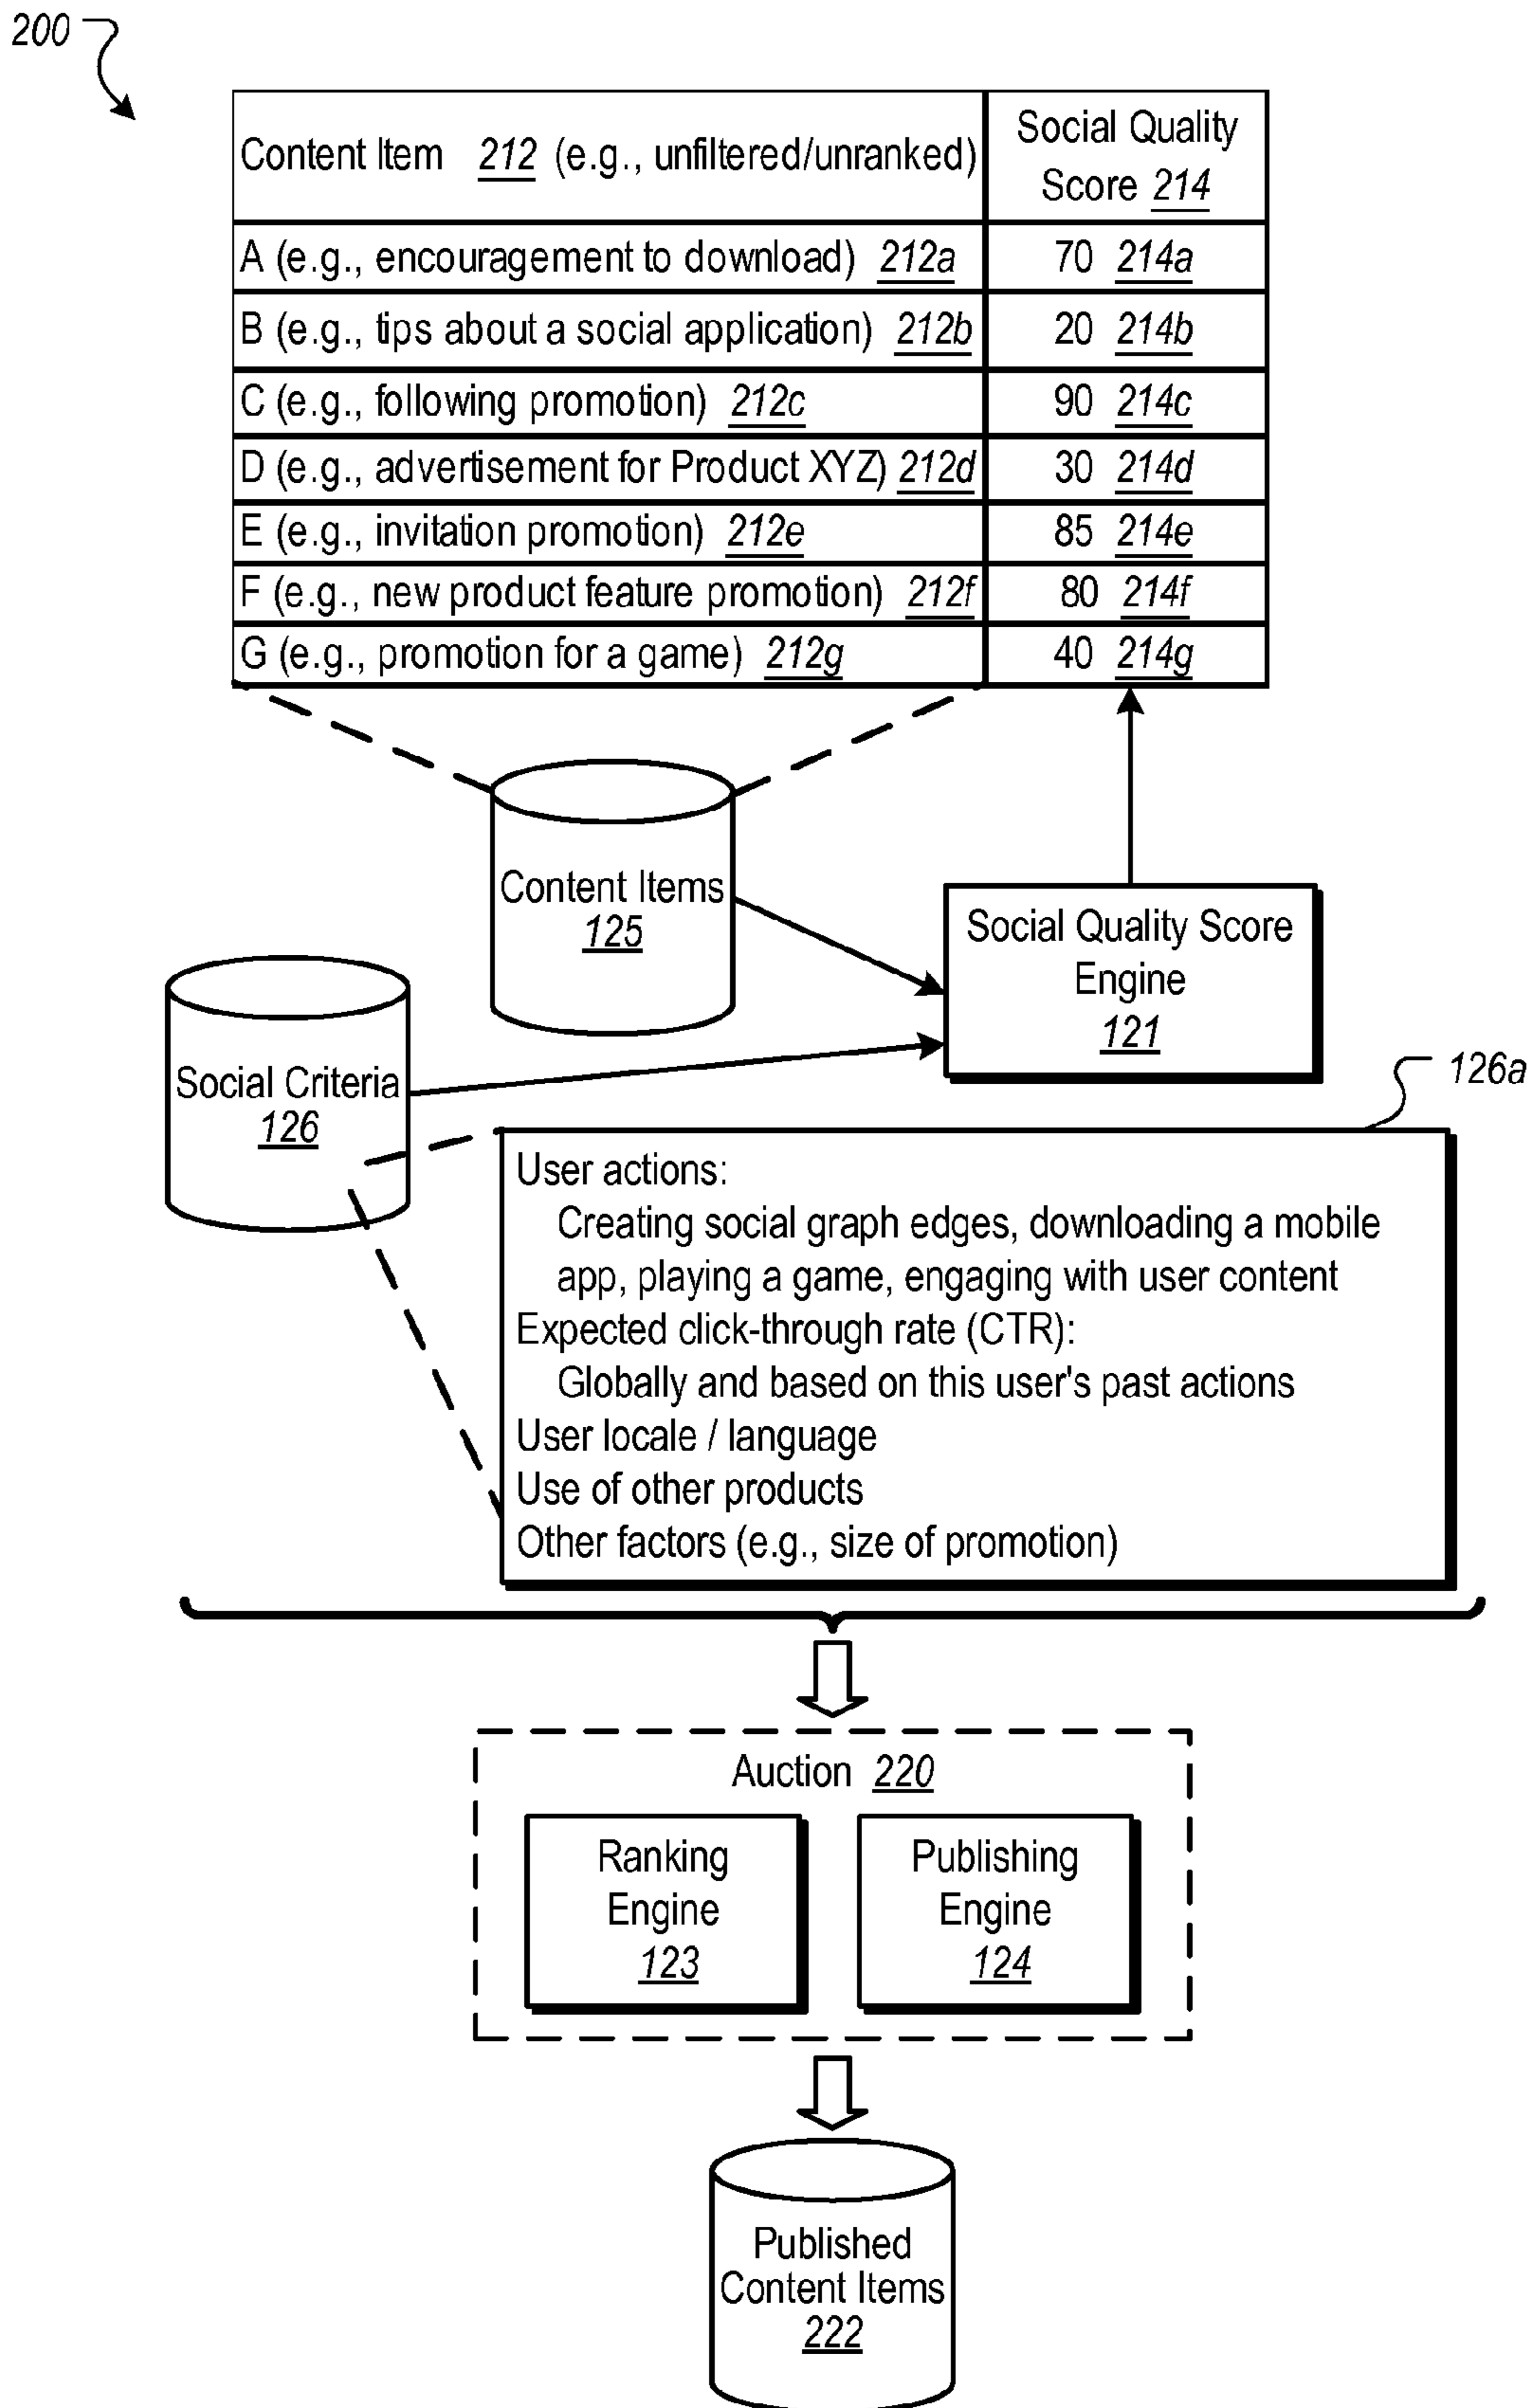 200
Content Item 212 (e.g., unfiltered/unranked)
Social Quality
Score 214
A (e.g., encouragement to download) 212a
70 214a
B (e.g., tips about a social application) 212b
20 214b
C (e.g., following promotion) 212c
90 214c
D (e.g., advertisement for Product XYZ) 212d
30 214d
E (e.g., invitation promotion) 212e
85 214e
F (e.g., new product feature promotion) 212f
80 214f
G (e.g., promotion for a game) 212g
40 214g
Content Items
125
Social Quality Score
Engine
121
Social Criteria
126
126a
User actions:
Creating social graph edges, downloading a mobile
app, playing a game, engaging with user content
Expected click-through rate (CTR):
Globally and based on this user's past actions
User locale / language
Use of other products
Other factors (e.g., size of promotion)
Auction 220
Ranking
Engine
123
Publishing
Engine
124
Published
Content Items
222